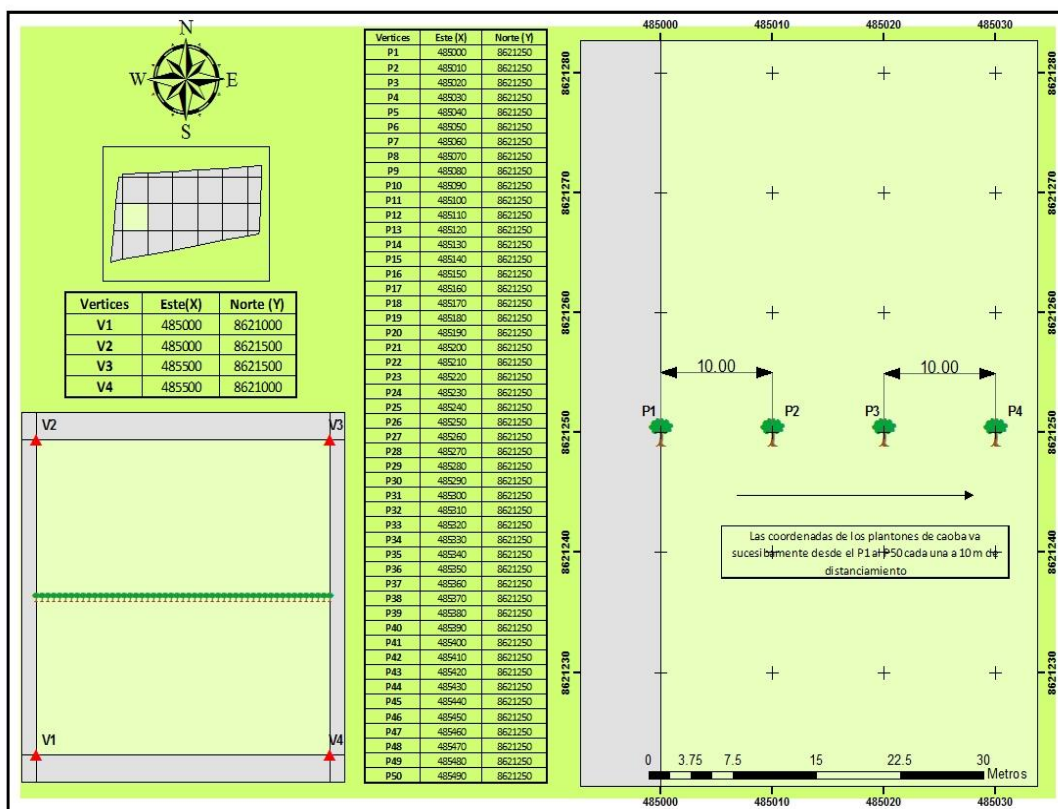 N
W E
S
Vertices Este(X) Norte (Y)
V1 485000 8621000
V2 485000 8621500
V3 485500 8621500
V4 485500 8621000
V2 V3
V1 V4
Vertices Este (X) Norte (Y)
P1 485000 8621250
P2 485010 8621250
P3 485020 8621250
P4 485030 8621250
P5 485040 8621250
P6 485050 8621250
P7 485060 8621250
P8 485070 8621250
P9 485080 8621250
P10 485090 8621250
P11 485100 8621250
P12 485110 8621250
P13 485120 8621250
P14 485130 8621250
P15 485140 8621250
P16 485150 8621250
P17 485160 8621250
P18 485170 8621250
P19 485180 8621250
P20 485190 8621250
P21 485200 8621250
P22 485210 8621250
P23 485220 8621250
P24 485230 8621250
P25 485240 8621250
P26 485250 8621250
P27 485260 8621250
P28 485270 8621250
P29 485280 8621250
P30 485290 8621250
P31 485300 8621250
P32 485310 8621250
P33 485320 8621250
P34 485330 8621250
P35 485340 8621250
P36 485350 8621250
P37 485360 8621250
P38 485370 8621250
P39 485380 8621250
P40 485390 8621250
P41 485400 8621250
P42 485410 8621250
P43 485420 8621250
P44 485430 8621250
P45 485440 8621250
P46 485450 8621250
P47 485460 8621250
P48 485470 8621250
P49 485480 8621250
P50 485490 8621250
485000 485010 485020 485030
8621280 8621280
8621270 8621270
8621260 8621260
10.00 10.00
P1 P2 P3 P4
8621250 8621250
Las coordenadas de los plantones de caoba va
sucesibamente desde el P1 al P50 cada una a 10 m de
distanciamiento
8621240 8621240
8621230 8621230
0 3.75 7.5 15 22.5 30
Metros
485000 485010 485020 485030